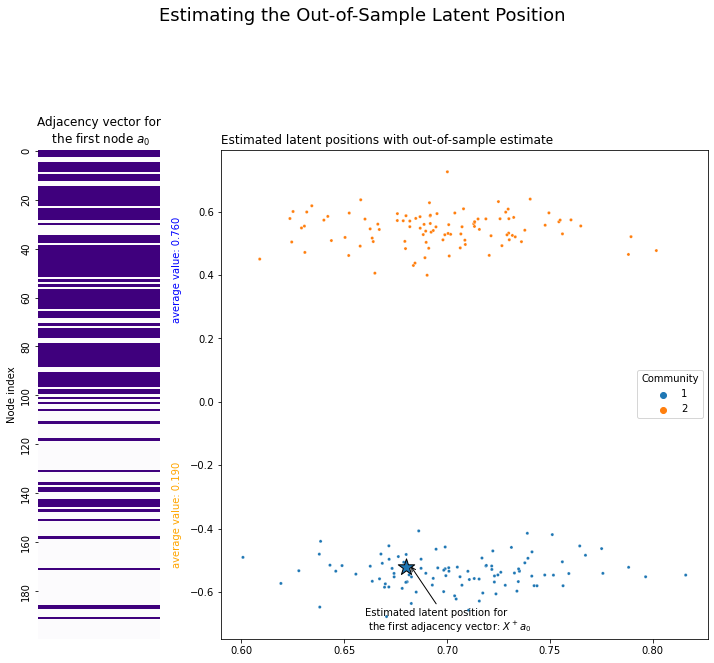 Estimating the Out-of-Sample Latent Position
Adjacency vector for
the first node a₀
Node index
0
20
40
60
80
100
120
140
160
180
average value: 0.760
average value: 0.190
Estimated latent positions with out-of-sample estimate
0.6
0.4
0.2
0.0
−0.2
−0.4
−0.6
0.60
0.65
0.70
0.75
0.80
Community
1
2
Estimated latent position for
the first adjacency vector: X⁺a₀